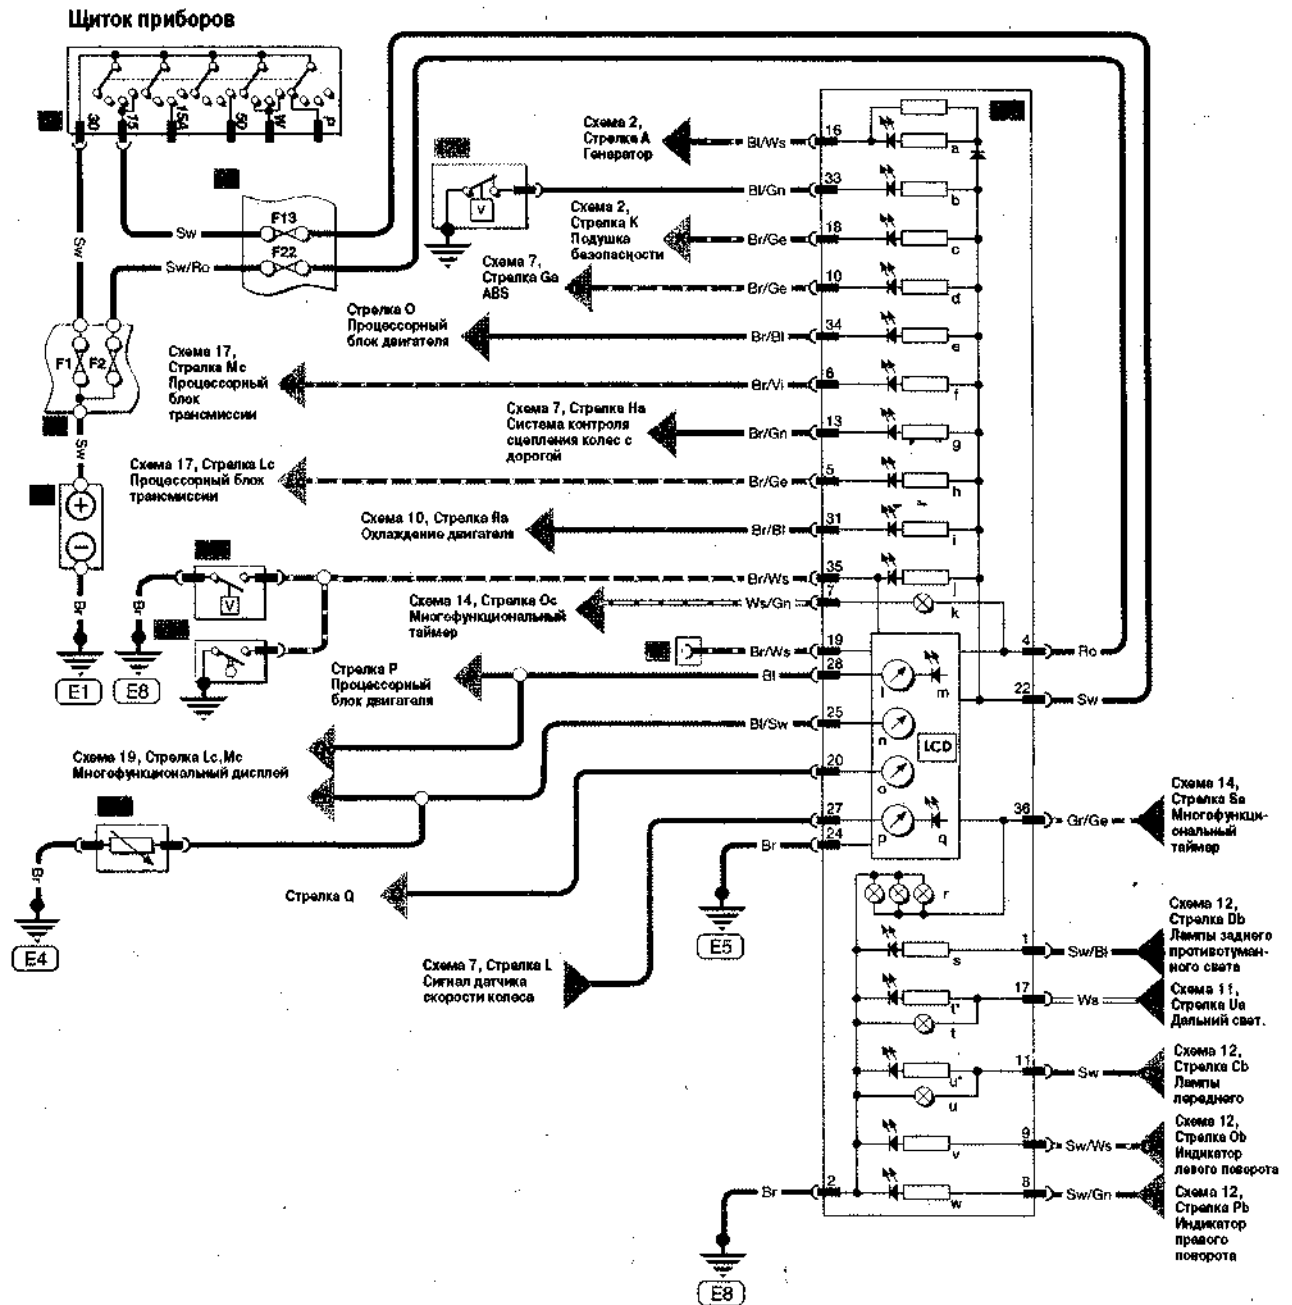 Щиток приборов
30
15
15A
50
W
P
F13
F22
Sw
Sw/Ro
Sw
F1
F2
Sw
Br
E1
Br
E8
Схема 2,
Стрелка A
Генератор
Bl/Ws
16
a
V
Bl/Gn
33
b
Схема 2,
Стрелка K
Подушка
безопасности
Br/Ge
18
c
Схема 7,
Стрелка Ga
ABS
Br/Ge
10
d
Стрелка O
Процессорный
блок двигателя
Br/Bl
34
e
Схема 17,
Стрелка Mc
Процессорный
блок
трансмиссии
Br/Vi
6
f
Схема 7, Стрелка Ha
Система контроля
сцепления колес с
дорогой
Br/Gn
13
g
Схема 17, Стрелка Lc
Процессорный блок
трансмиссии
Br/Ge
5
h
Схема 10, Стрелка Ra
Охлаждение двигателя
Br/Bl
31
i
V
Br/Ws
35
j
Схема 14, Стрелка Oc
Многофункциональный
таймер
Ws/Gn
7
k
Br/Ws
19
4
Ro
Стрелка P
Процессорный
блок двигателя
Bl
28
l
m
22
Sw
Bl/Sw
25
n
LCD
Схема 19, Стрелка Lc,Mc
Многофункциональный дисплей
20
o
27
p
q
36
Gr/Ge
Схема 14,
Стрелка Sa
Многофункци-
ональный
таймер
Br
24
E5
Br
E4
Стрелка Q
r
Схема 7, Стрелка L
Сигнал датчика
скорости колеса
s
1
Sw/Bl
Схема 12,
Стрелка Db
Лампы заднего
противотуман-
ного света
t*
17
Ws
t
Схема 11,
Стрелка Ua
Дальний свет.
u*
11
Sw
u
Схема 12,
Стрелка Cb
Лампы
переднего
v
9
Sw/Ws
Схема 12,
Стрелка Ob
Индикатор
левого поворота
Br
2
w
8
Sw/Gn
Схема 12,
Стрелка Pb
Индикатор
правого
поворота
E8